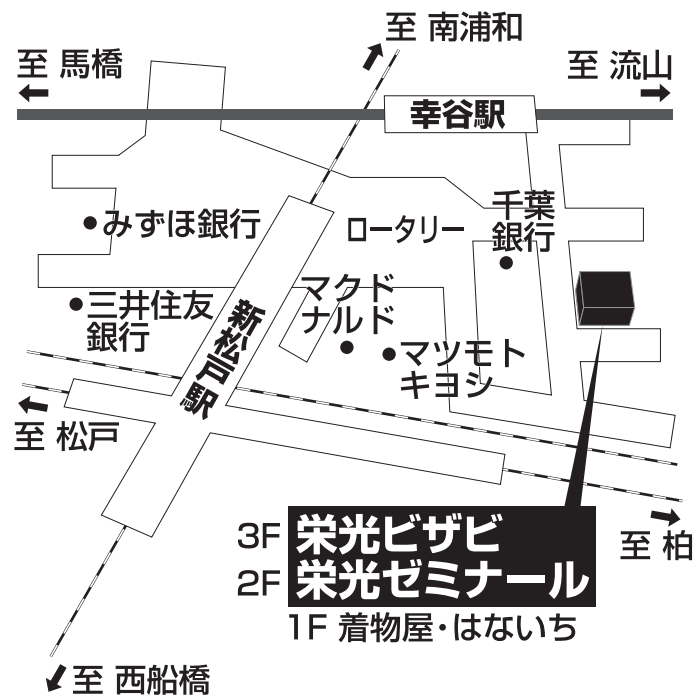 至 南浦和
至 馬橋
至 流山
幸谷駅
千葉
銀行
みずほ銀行
ロータリー
マクド
ナルド
三井住友
銀行
新松戸駅
マツモト
キヨシ
至 松戸
3F 栄光ビザビ
至 柏
2F 栄光ゼミナール
1F 着物屋・はないち
至 西船橋